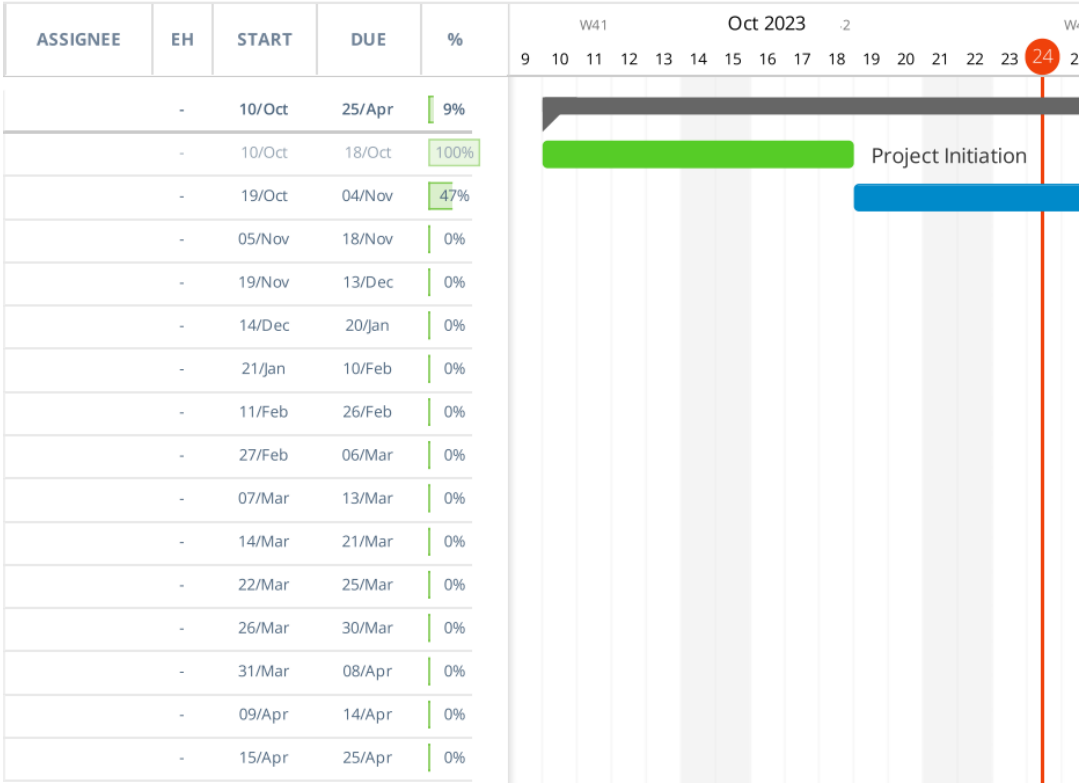 W41 Oct 2023 -2 W4
ASSIGNEE EH START DUE %
9 10 11 12 13 14 15 16 17 18 19 20 21 22 23 24 2
- 10/Oct 25/Apr 9%
- 10/Oct 18/Oct 100% Project Initiation
- 19/Oct 04/Nov 47%
- 05/Nov 18/Nov 0%
- 19/Nov 13/Dec 0%
- 14/Dec 20/Jan 0%
- 21/Jan 10/Feb 0%
- 11/Feb 26/Feb 0%
- 27/Feb 06/Mar 0%
- 07/Mar 13/Mar 0%
- 14/Mar 21/Mar 0%
- 22/Mar 25/Mar 0%
- 26/Mar 30/Mar 0%
- 31/Mar 08/Apr 0%
- 09/Apr 14/Apr 0%
- 15/Apr 25/Apr 0%